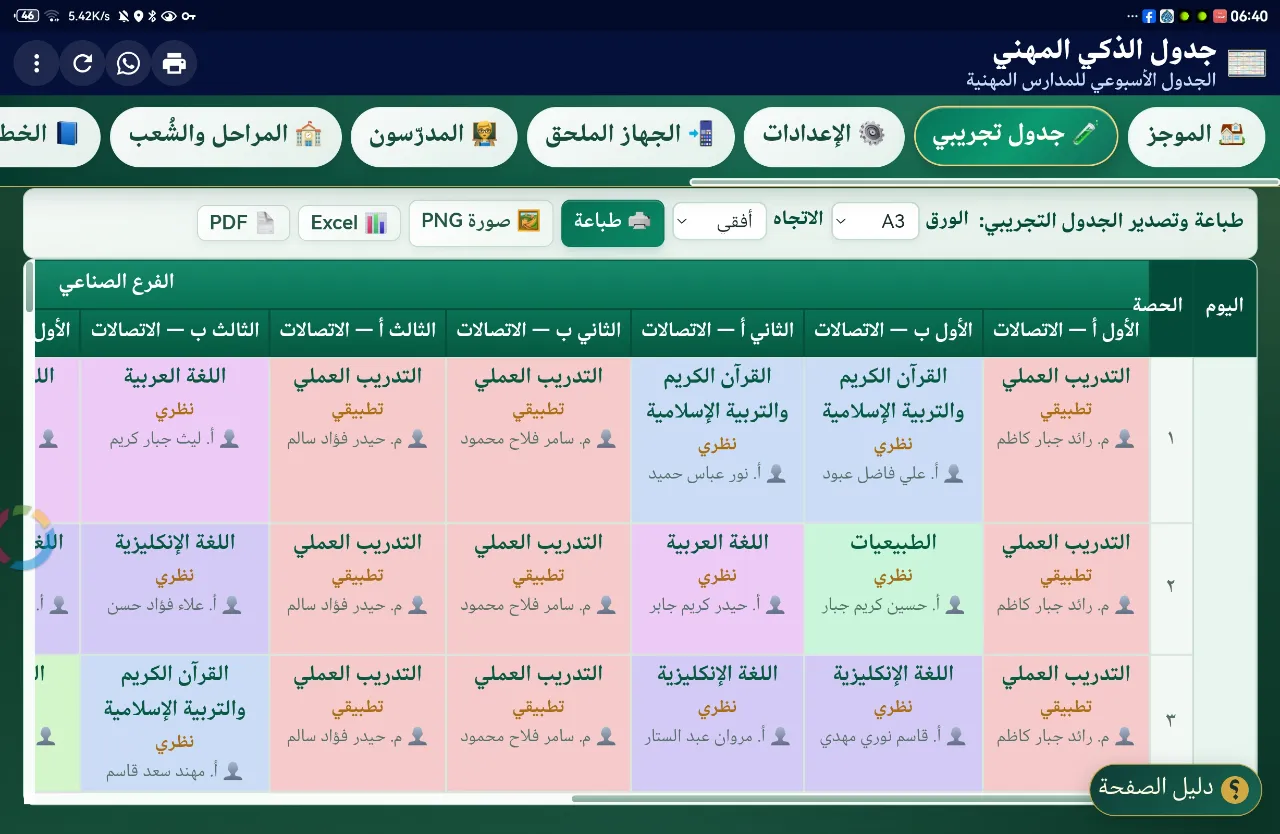 46 5.42K/s 06:40
جدول الذكي المهني
الجدول الأسبوعي للمدارس المهنية
الموجز
جدول تجريبي
الإعدادات
الجهاز الملحق
المدرّسون
المراحل والشُعب
الخط
طباعة وتصدير الجدول التجريبي: الورق A3 الاتجاه أفقى طباعة صورة PNG Excel PDF
اليوم
الحصة
الفرع الصناعي
الأول أ — الاتصالات
الأول ب — الاتصالات
الثاني أ — الاتصالات
الثاني ب — الاتصالات
الثالث أ — الاتصالات
الثالث ب — الاتصالات
الأول
١
التدريب العملي
تطبيقي
م. رائد جبار كاظم
القرآن الكريم
والتربية الإسلامية
نظري
أ. علي فاضل عبود
القرآن الكريم
والتربية الإسلامية
نظري
أ. نور عباس حميد
التدريب العملي
تطبيقي
م. سامر فلاح محمود
التدريب العملي
تطبيقي
م. حيدر فؤاد سالم
اللغة العربية
نظري
أ. ليث جبار كريم
٢
التدريب العملي
تطبيقي
م. رائد جبار كاظم
الطبيعيات
نظري
أ. حسين كريم جبار
اللغة العربية
نظري
أ. حيدر كريم جابر
التدريب العملي
تطبيقي
م. سامر فلاح محمود
التدريب العملي
تطبيقي
م. حيدر فؤاد سالم
اللغة الإنكليزية
نظري
أ. علاء فؤاد حسن
أ.
٣
التدريب العملي
تطبيقي
م. رائد جبار كاظم
اللغة الإنكليزية
نظري
أ. قاسم نوري مهدي
اللغة الإنكليزية
نظري
أ. مروان عبد الستار
التدريب العملي
تطبيقي
م. سامر فلاح محمود
التدريب العملي
تطبيقي
م. حيدر فؤاد سالم
القرآن الكريم
والتربية الإسلامية
نظري
أ. مهند سعد قاسم
دليل الصفحة